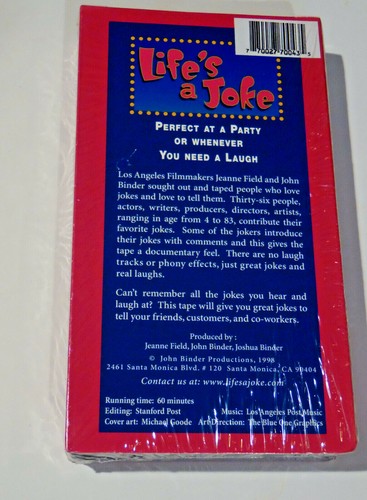 7 70027 70043 5
Life's
a Joke
PERFECT AT A PARTY
OR WHENEVER
YOU NEED A LAUGH
Los Angeles Filmmakers Jeanne Field and John
Binder sought out and taped people who love
jokes and love to tell them. Thirty-six people,
actors, writers, producers, directors, artists,
ranging in age from 4 to 83, contribute their
favorite jokes. Some of the jokers introduce
their jokes with comments and this gives the
tape a documentary feel. There are no laugh
tracks or phony effects, just great jokes and
real laughs.
Can't remember all the jokes you hear and
laugh at? This tape will give you great jokes to
tell your friends, customers, and co-workers.
Produced by :
Jeanne Field, John Binder, Joshua Binder
© John Binder Productions, 1998
2461 Santa Monica Blvd, # 120 Santa Monica, CA 90404
Contact us at: www.lifesajoke.com
Running time: 60 minutes
Editing: Stanford Post Music: Los Angeles Post Music
Cover art: Michael Goode Art Direction: The Blue One Graphics